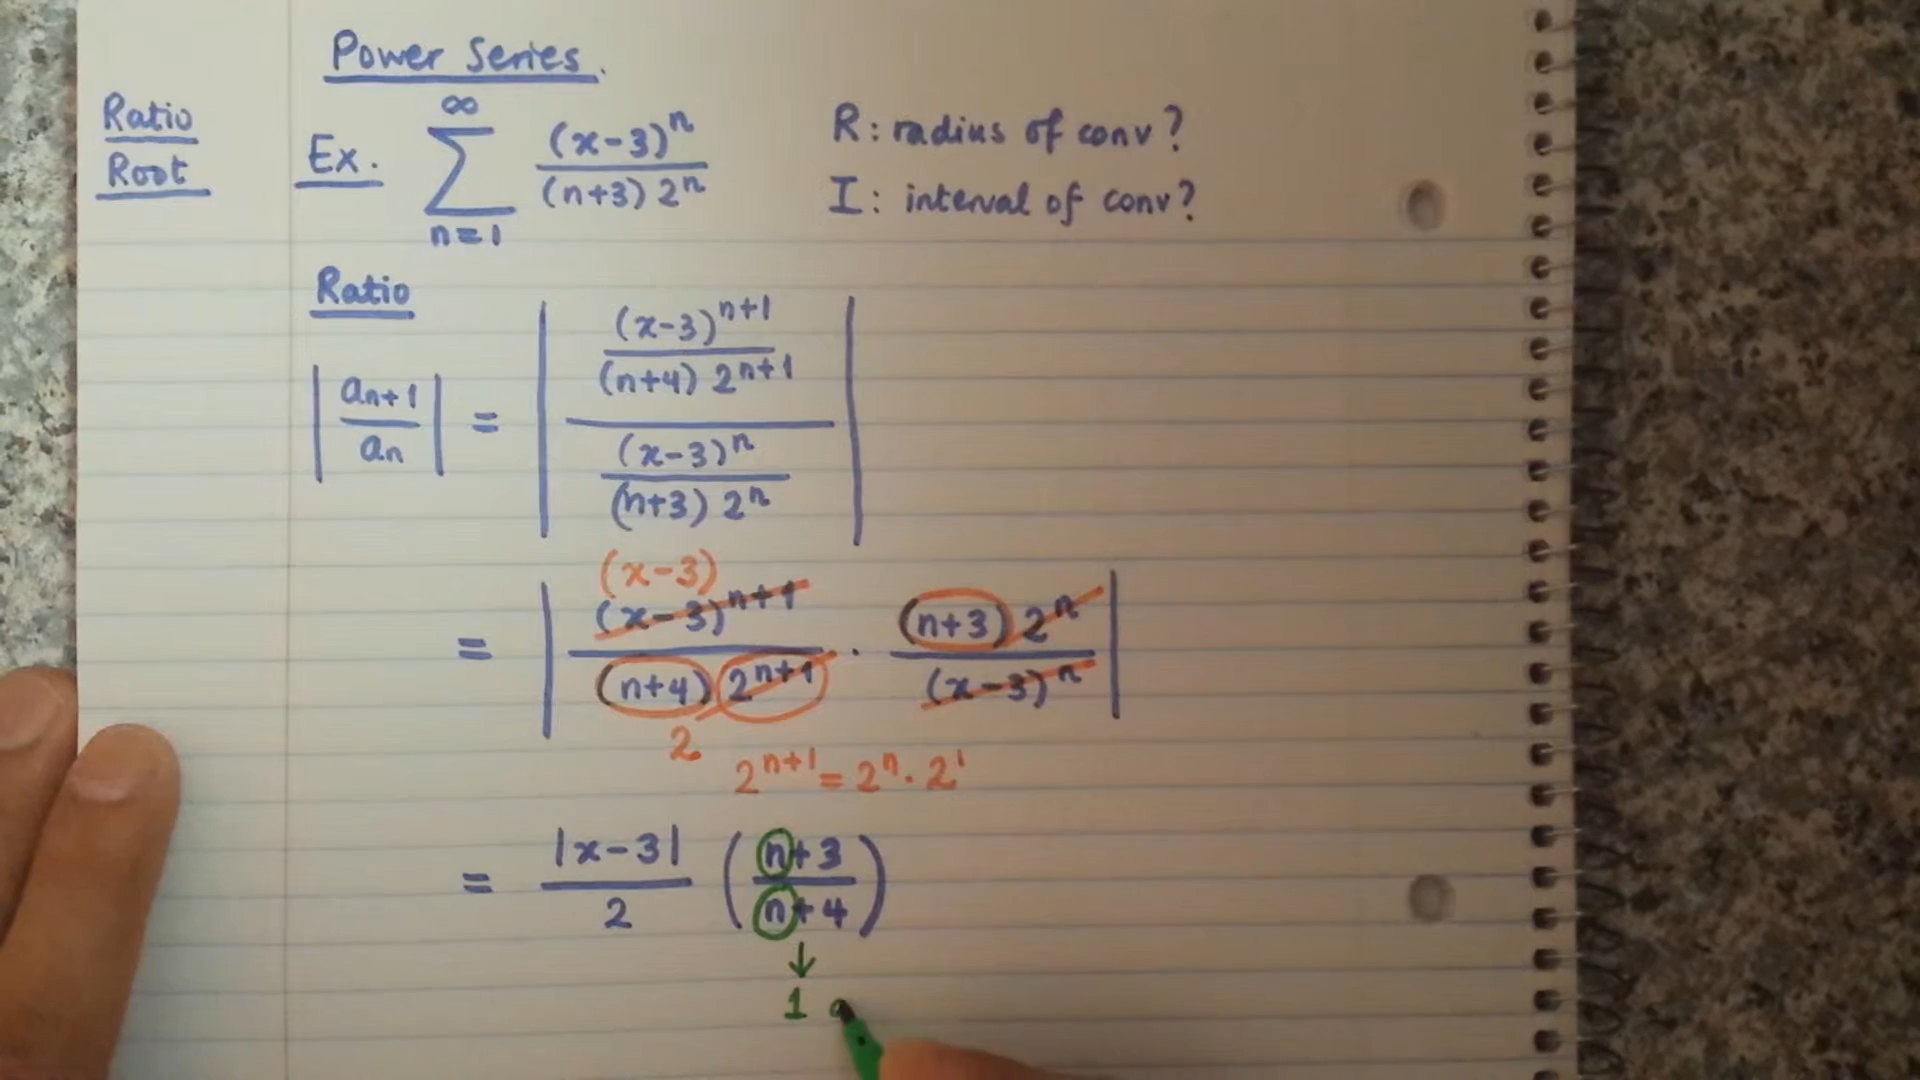 Power Series.
Ratio
Root
Ex. ∞ ∑ n=1 (x-3)^n / (n+3) 2^n
R: radius of conv?
I: interval of conv?
Ratio
|a_{n+1} / a_n| = | (x-3)^{n+1} / (n+4) 2^{n+1} / (x-3)^n / (n+3) 2^n |
(x-3)
= | (x-3)^{n+1} / (n+4) 2^{n+1} · (n+3) 2^n / (x-3)^n |
2
2^{n+1} = 2^n · 2^1
= |x-3| / 2 (n+3 / n+4)
↓
1